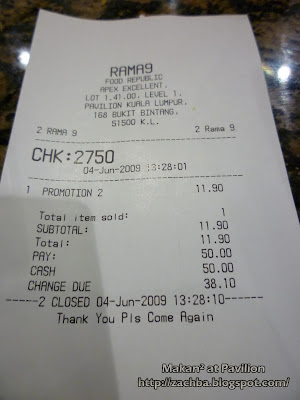 RAMA9
FOOD REPUBLIC
APEX EXCELLENT.
LOT 1.41.00. LEVEL 1.
PAVILION KUALA LUMPUR.
168 BUKIT BINTANG.
51500 K.L.
2 RAMA 9 2 Rama 9
CHK:2750
04-Jun-2009 13:28:01
1 PROMOTION 2 11.90
Total item sold: 1
SUBTOTAL: 11.90
Total: 11.90
PAY: 50.00
CASH 50.00
CHANGE DUE 38.10
------2 CLOSED 04-Jun-2009 13:28:10------
Thank You Pls Come Again
Makan² at Pavilion
http://zachba.blogspot.com/